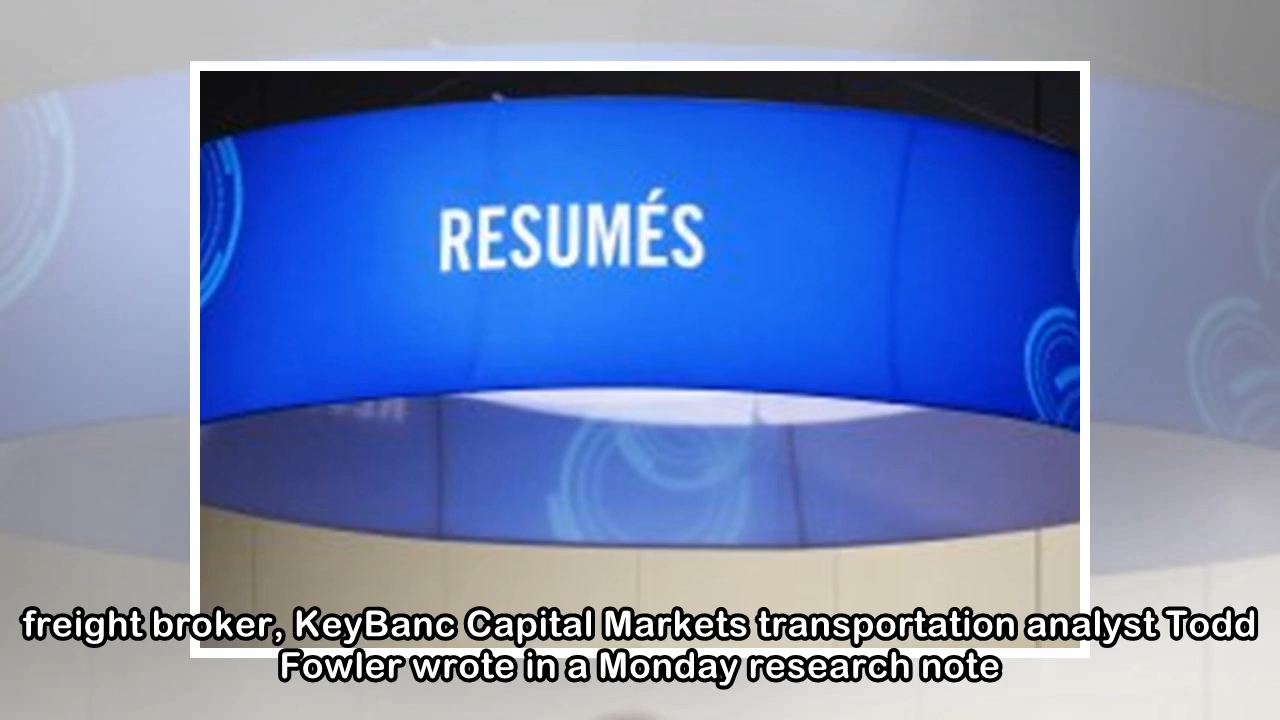 RESUMÉS
freight broker, KeyBanc Capital Markets transportation analyst Todd
Fowler wrote in a Monday research note